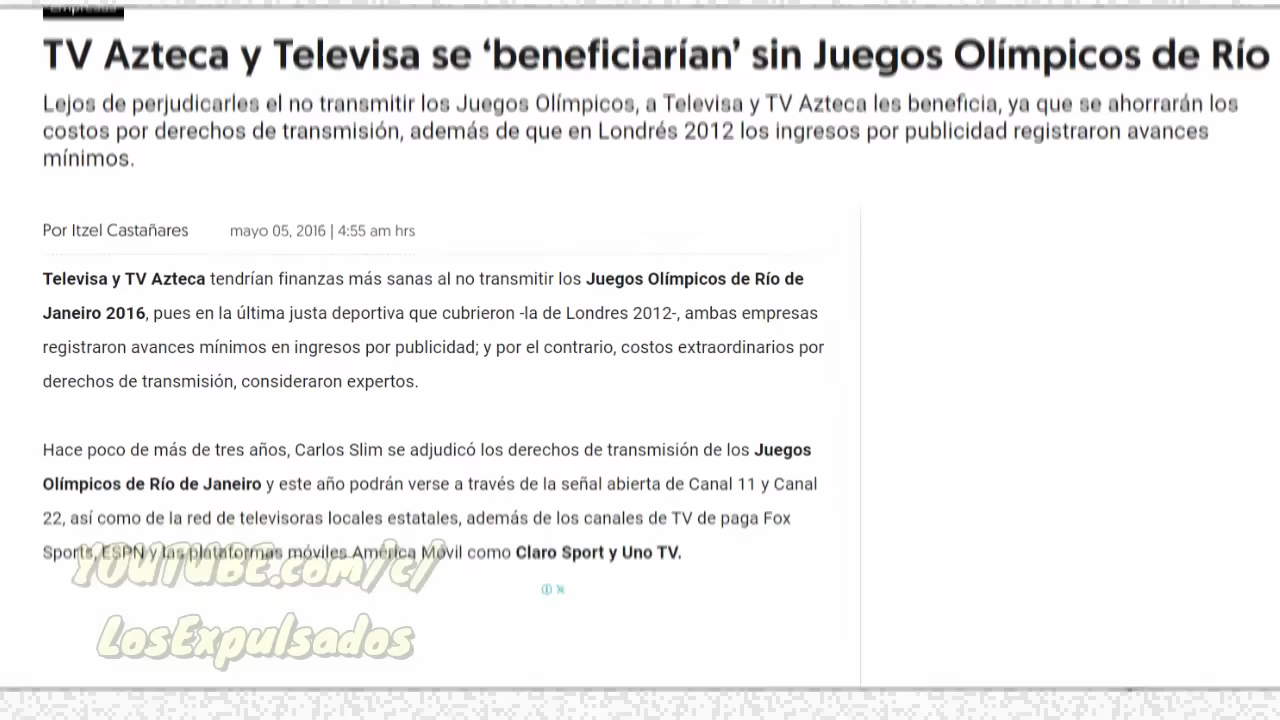 Empresas
TV Azteca y Televisa se ‘beneficiarían’ sin Juegos Olímpicos de Río
Lejos de perjudicarles el no transmitir los Juegos Olímpicos, a Televisa y TV Azteca les beneficia, ya que se ahorrarán los
costos por derechos de transmisión, además de que en Londrés 2012 los ingresos por publicidad registraron avances
mínimos.
Por Itzel Castañares mayo 05, 2016 | 4:55 am hrs
Televisa y TV Azteca tendrían finanzas más sanas al no transmitir los Juegos Olímpicos de Río de
Janeiro 2016, pues en la última justa deportiva que cubrieron -la de Londres 2012-, ambas empresas
registraron avances mínimos en ingresos por publicidad; y por el contrario, costos extraordinarios por
derechos de transmisión, consideraron expertos.
Hace poco de más de tres años, Carlos Slim se adjudicó los derechos de transmisión de los Juegos
Olímpicos de Río de Janeiro y este año podrán verse a través de la señal abierta de Canal 11 y Canal
22, así como de la red de televisoras locales estatales, además de los canales de TV de paga Fox
Sports, ESPN y las plataformas móviles América Móvil como Claro Sport y Uno TV.
YOUTUBE.com/c/
LosExpulsados